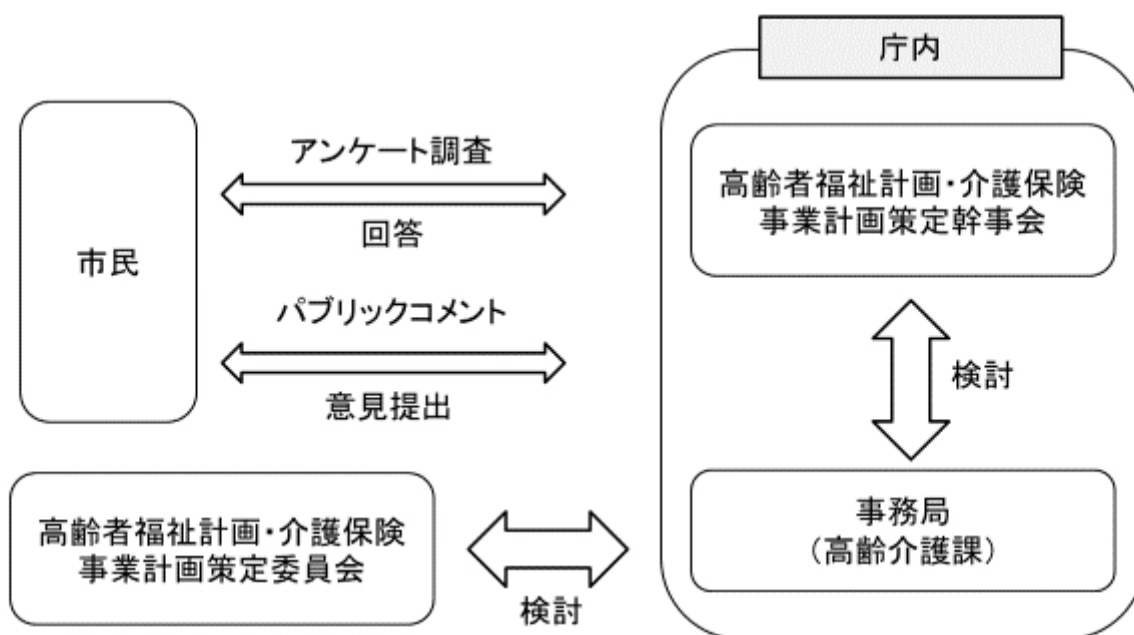 庁内
市民
アンケート調査
回答
パブリックコメント
意見提出
高齢者福祉計画・介護保険
事業計画策定幹事会
検討
事務局
（高齢介護課）
高齢者福祉計画・介護保険
事業計画策定委員会
検討